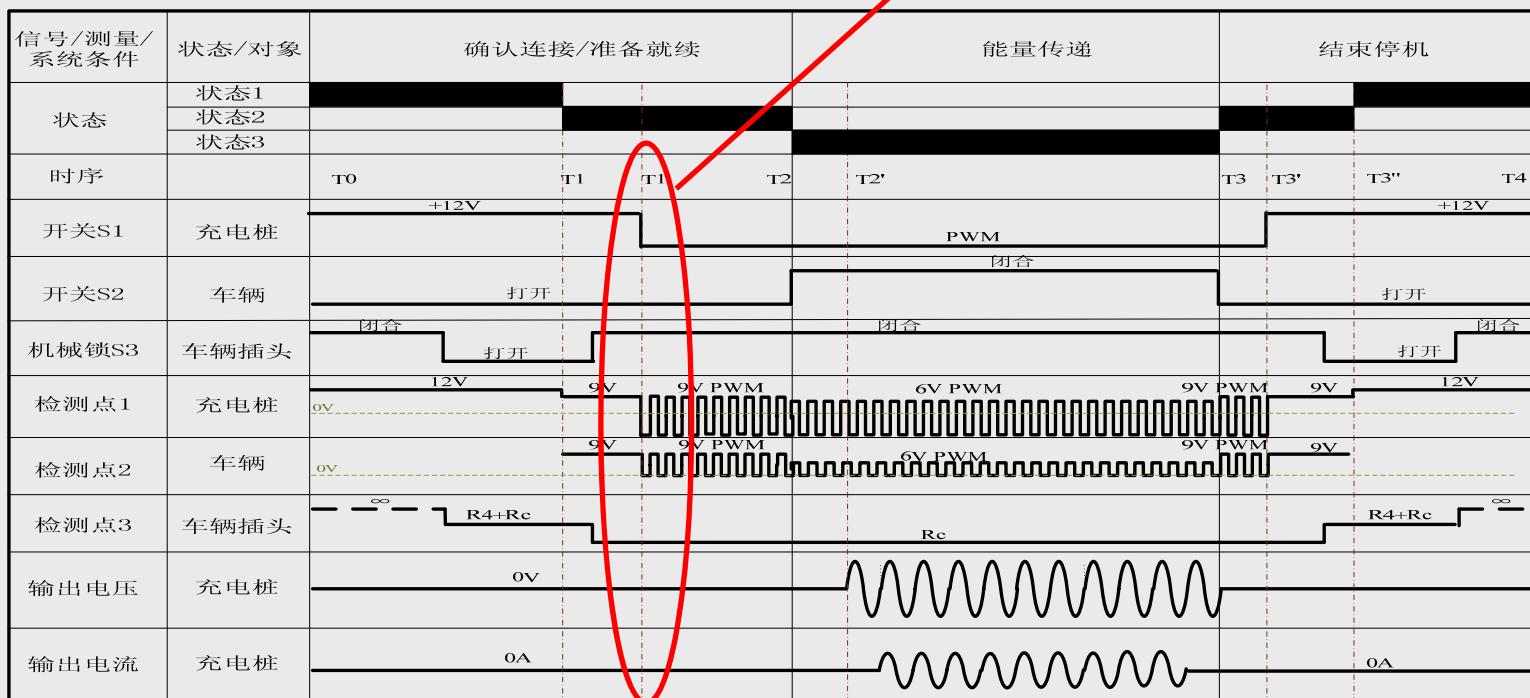 信号/测量/
系统条件
状态/对象
确认连接/准备就续
能量传递
结束停机
状态
状态1
状态2
状态3
时序
T0
T1
T1
T2
T2'
T3
T3'
T3''
T4
开关S1
充电桩
+12V
PWM
+12V
开关S2
车辆
打开
闭合
打开
机械锁S3
车辆插头
闭合
打开
闭合
打开
闭合
检测点1
充电桩
0V
12V
9V
9V PWM
6V PWM
9V PWM
9V
12V
检测点2
车辆
0V
9V
9V PWM
6V PWM
9V PWM
9V
检测点3
车辆插头
∞
R4+Rc
Rc
R4+Rc
∞
输出电压
充电桩
0V
输出电流
充电桩
0A
0A